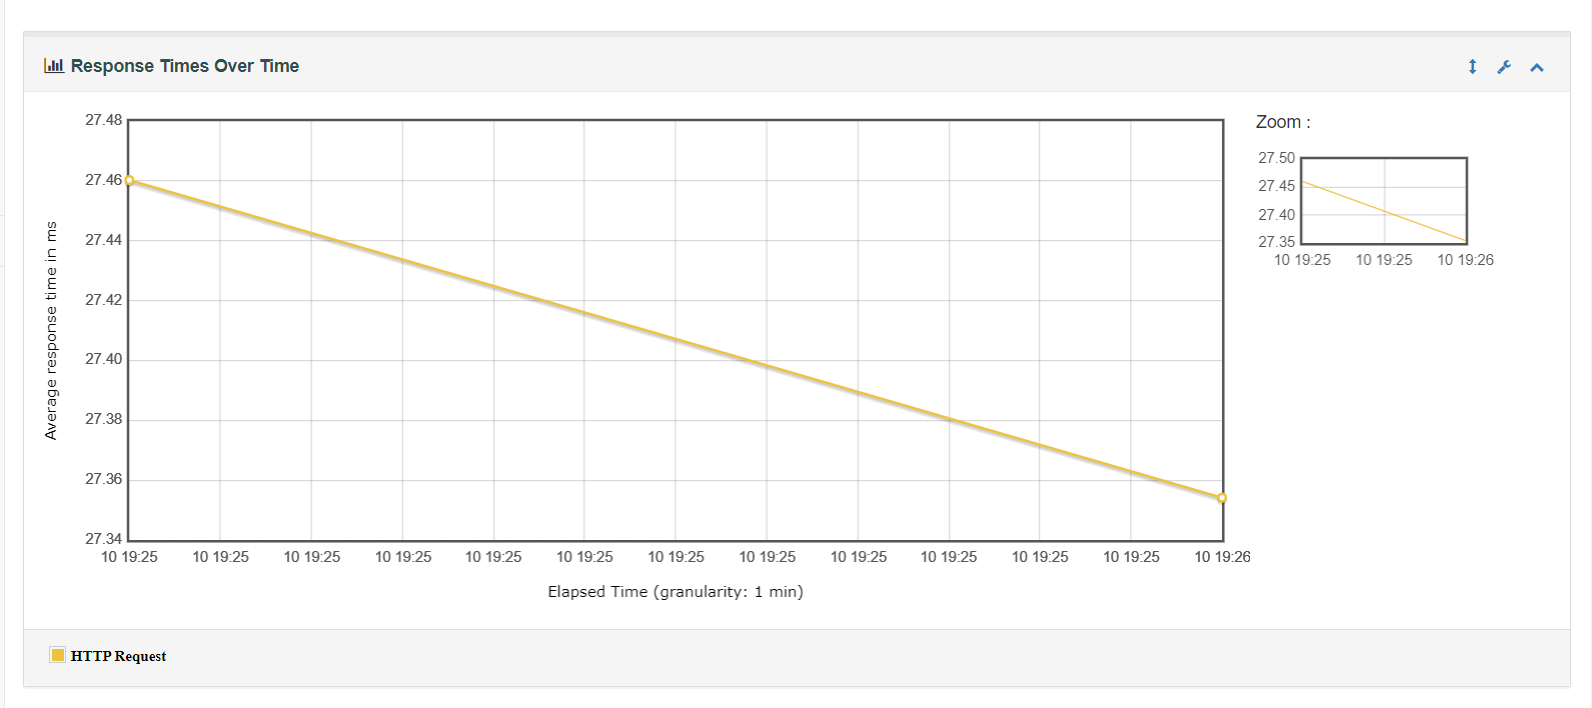 Response Times Over Time
27.48
27.46
27.44
27.42
27.40
27.38
27.36
27.34
Average response time in ms
10 19:25 10 19:25 10 19:25 10 19:25 10 19:25 10 19:25 10 19:25 10 19:25 10 19:25 10 19:25 10 19:25 10 19:25 10 19:26
Elapsed Time (granularity: 1 min)
Zoom :
27.50
27.45
27.40
27.35
10 19:25 10 19:25 10 19:26
HTTP Request